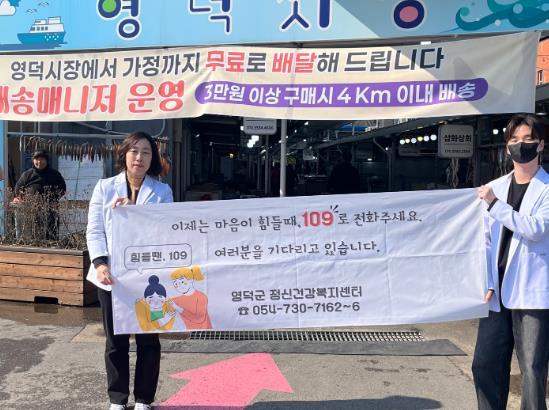 영덕시장
영덕시장에서 가정까지 무료로 배달해 드립니다
배송매니저 운영 3만원 이상 구매시 4 Km 이내 배송
삼화상회
이제는 마음이 힘들때, 109로 전화주세요.
힘들땐, 109
여러분을 기다리고 있습니다.
영덕군 정신건강복지센터
☎ 054-730-7162~6